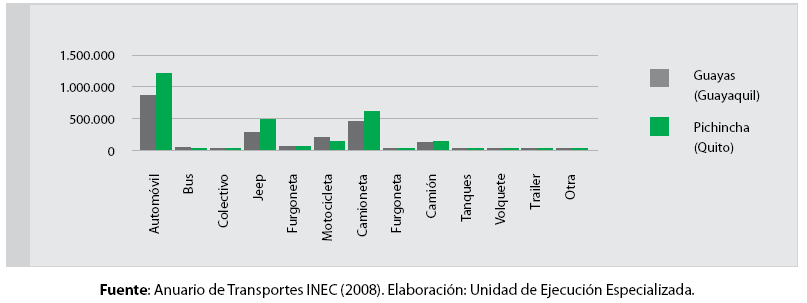 1.500.000
1.000.000
500.000
0
Automóvil
Bus
Colectivo
Jeep
Furgoneta
Motocicleta
Camioneta
Furgoneta
Camión
Tanques
Volquete
Trailer
Otra
Guayas
(Guayaquil)
Pichincha
(Quito)
Fuente: Anuario de Transportes INEC (2008). Elaboración: Unidad de Ejecución Especializada.